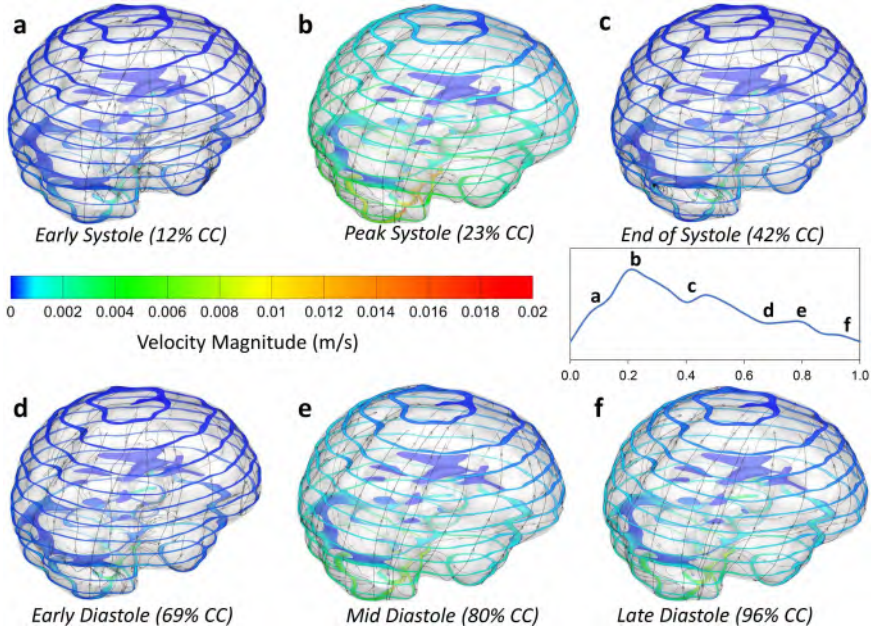 a
b
c
Early Systole (12% CC)
Peak Systole (23% CC)
End of Systole (42% CC)
0 0.002 0.004 0.006 0.008 0.01 0.012 0.014 0.016 0.018 0.02
Velocity Magnitude (m/s)
b
a
c
d
e
f
0.0 0.2 0.4 0.6 0.8 1.0
d
e
f
Early Diastole (69% CC)
Mid Diastole (80% CC)
Late Diastole (96% CC)